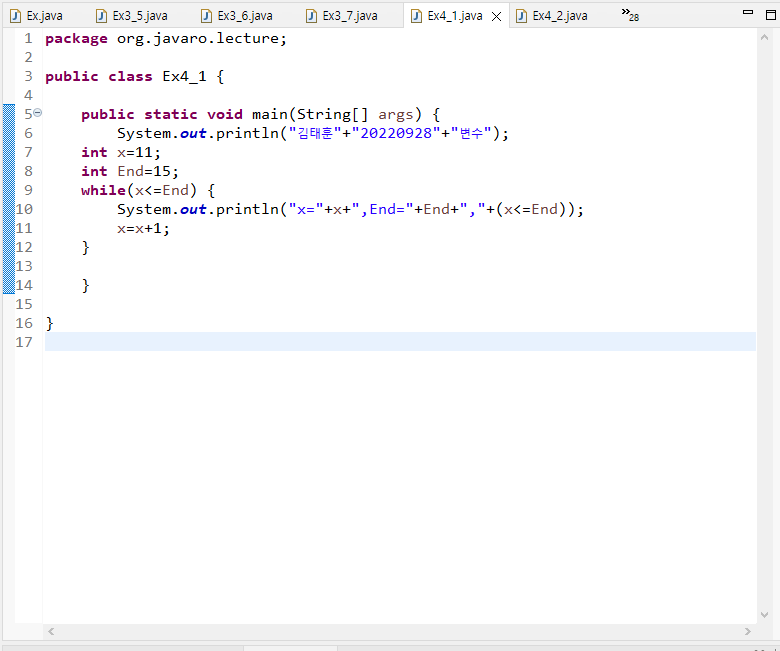 Ex.java Ex3_5.java Ex3_6.java Ex3_7.java Ex4_1.java Ex4_2.java »28
1 package org.javaro.lecture;
2
3 public class Ex4_1 {
4
5 public static void main(String[] args) {
6 System.out.println("김태훈"+"20220928"+"변수");
7 int x=11;
8 int End=15;
9 while(x<=End) {
10 System.out.println("x="+x+",End="+End+","+(x<=End));
11 x=x+1;
12 }
13
14 }
15
16 }
17